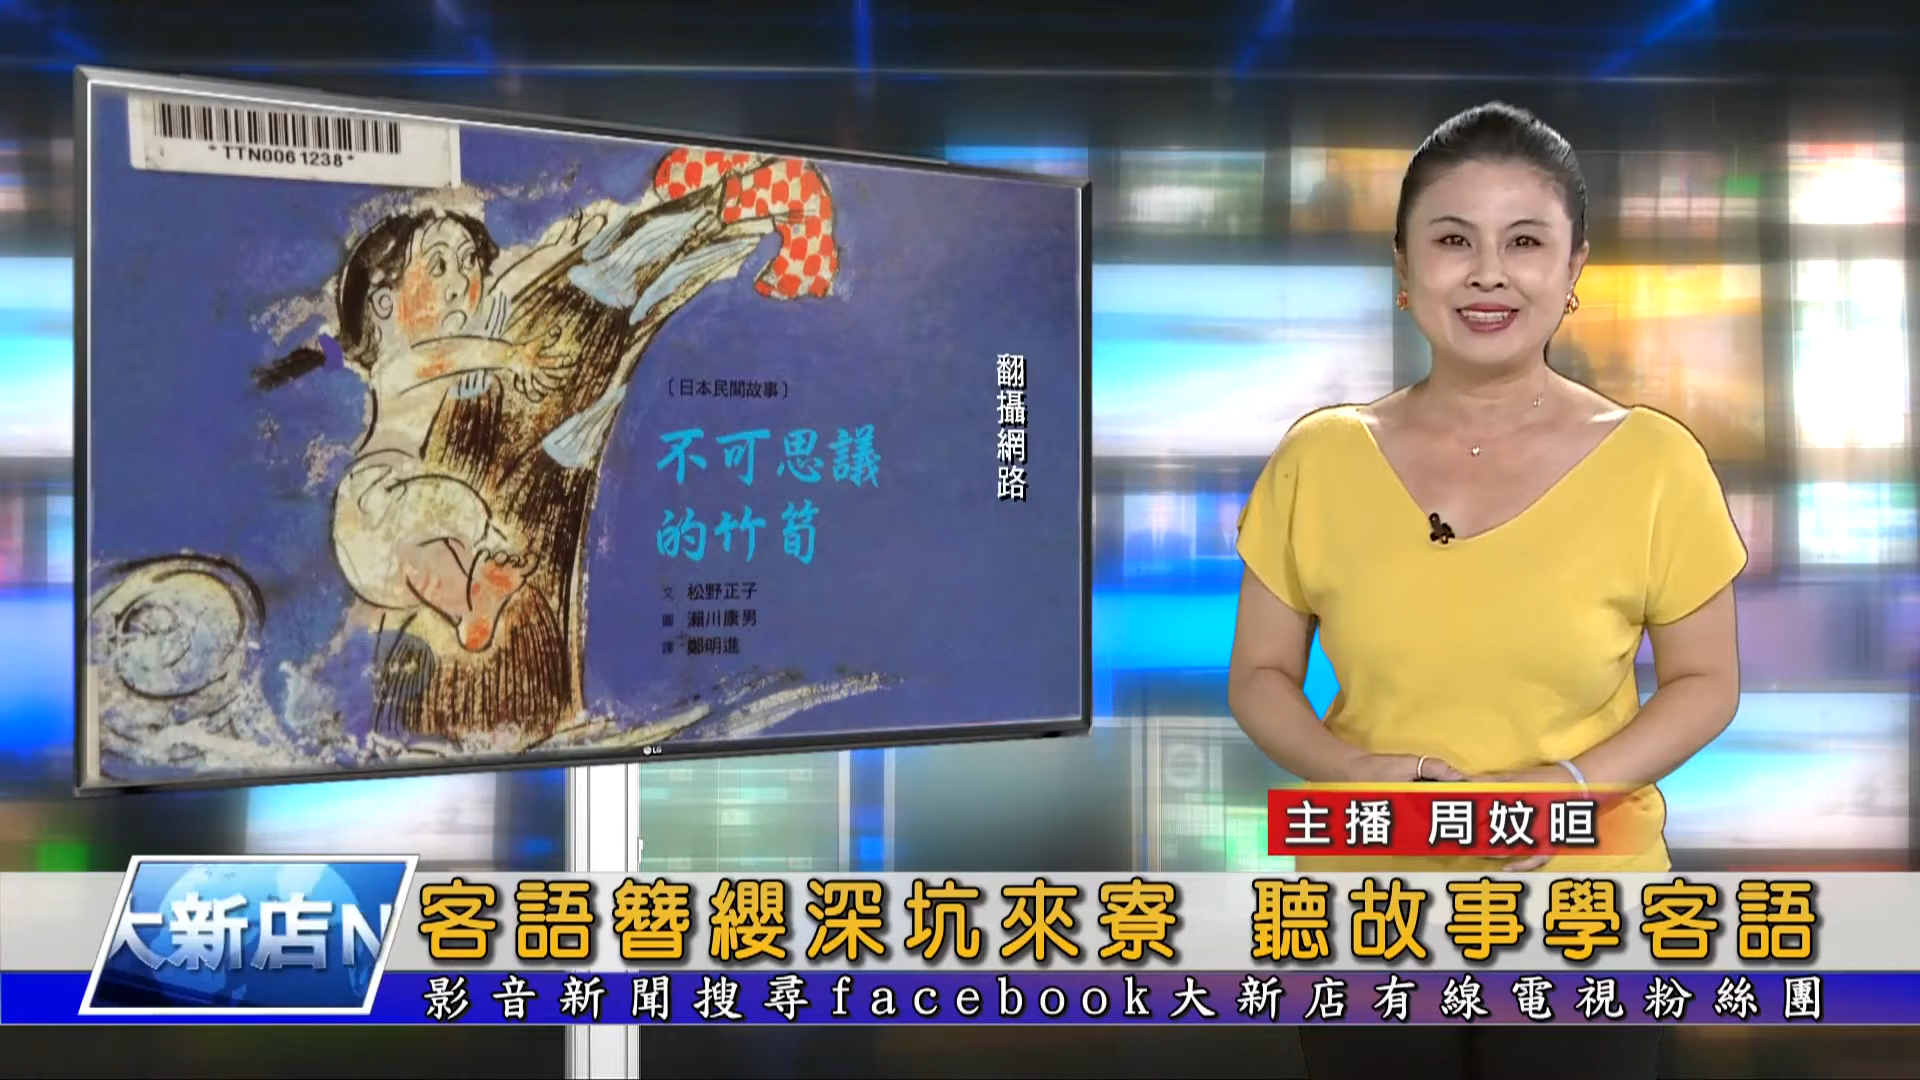 *TTN0061238*
〔日本民間故事〕
不可思議
的竹筍
文 松野正子
圖 瀨川康男
譯 鄭明進
翻攝網路
LG
主播 周妏晅
大新店N
客語簪纓深坑來寮 聽故事學客語
影音新聞搜尋facebook大新店有線電視粉絲團